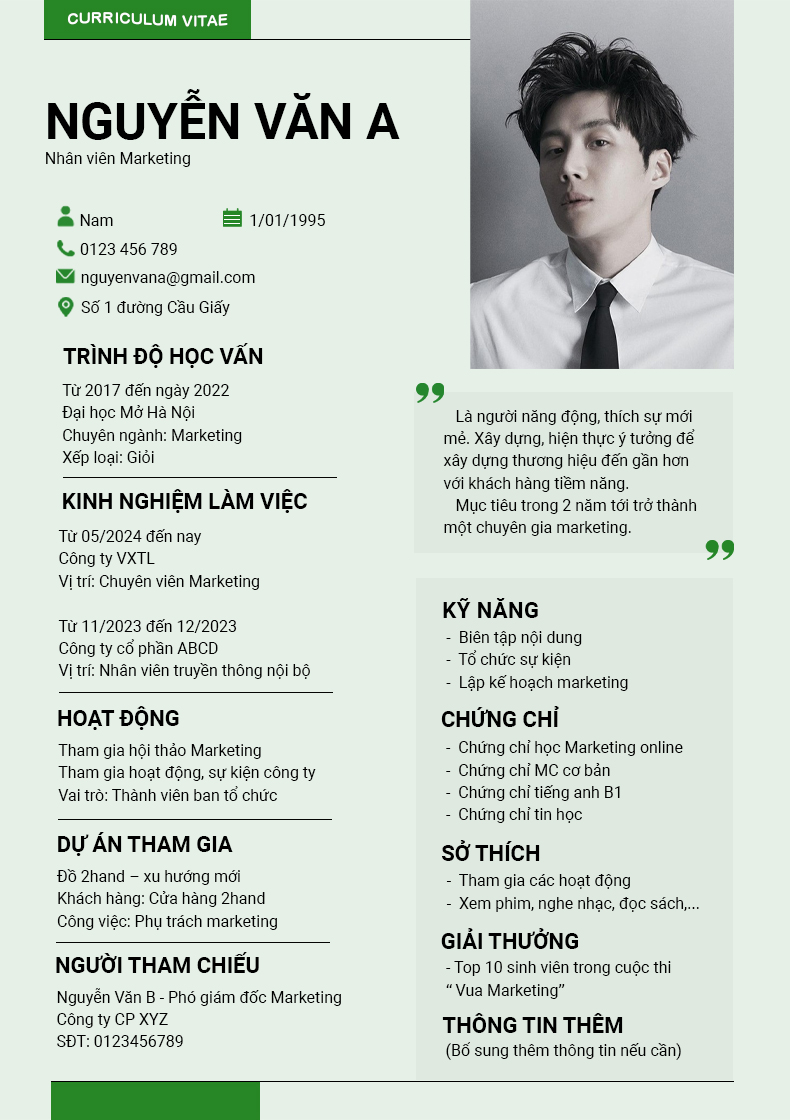 CURRICULUM VITAE
NGUYỄN VĂN A
Nhân viên Marketing
Nam
1/01/1995
0123 456 789
nguyenvana@gmail.com
Số 1 đường Cầu Giấy
TRÌNH ĐỘ HỌC VẤN
Từ 2017 đến ngày 2022
Đại học Mở Hà Nội
Chuyên ngành: Marketing
Xếp loại: Giỏi
KINH NGHIỆM LÀM VIỆC
Từ 05/2024 đến nay
Công ty VXTL
Vị trí: Chuyên viên Marketing
Từ 11/2023 đến 12/2023
Công ty cổ phần ABCD
Vị trí: Nhân viên truyền thông nội bộ
HOẠT ĐỘNG
Tham gia hội thảo Marketing
Tham gia hoạt động, sự kiện công ty
Vai trò: Thành viên ban tổ chức
DỰ ÁN THAM GIA
Đồ 2hand – xu hướng mới
Khách hàng: Cửa hàng 2hand
Công việc: Phụ trách marketing
NGƯỜI THAM CHIẾU
Nguyễn Văn B - Phó giám đốc Marketing
Công ty CP XYZ
SĐT: 0123456789
Là người năng động, thích sự mới
mẻ. Xây dựng, hiện thực ý tưởng để
xây dựng thương hiệu đến gần hơn
với khách hàng tiềm năng.
Mục tiêu trong 2 năm tới trở thành
một chuyên gia marketing.
KỸ NĂNG
- Biên tập nội dung
- Tổ chức sự kiện
- Lập kế hoạch marketing
CHỨNG CHỈ
- Chứng chỉ học Marketing online
- Chứng chỉ MC cơ bản
- Chứng chỉ tiếng anh B1
- Chứng chỉ tin học
SỞ THÍCH
- Tham gia các hoạt động
- Xem phim, nghe nhạc, đọc sách,...
GIẢI THƯỞNG
- Top 10 sinh viên trong cuộc thi
“ Vua Marketing”
THÔNG TIN THÊM
(Bổ sung thêm thông tin nếu cần)